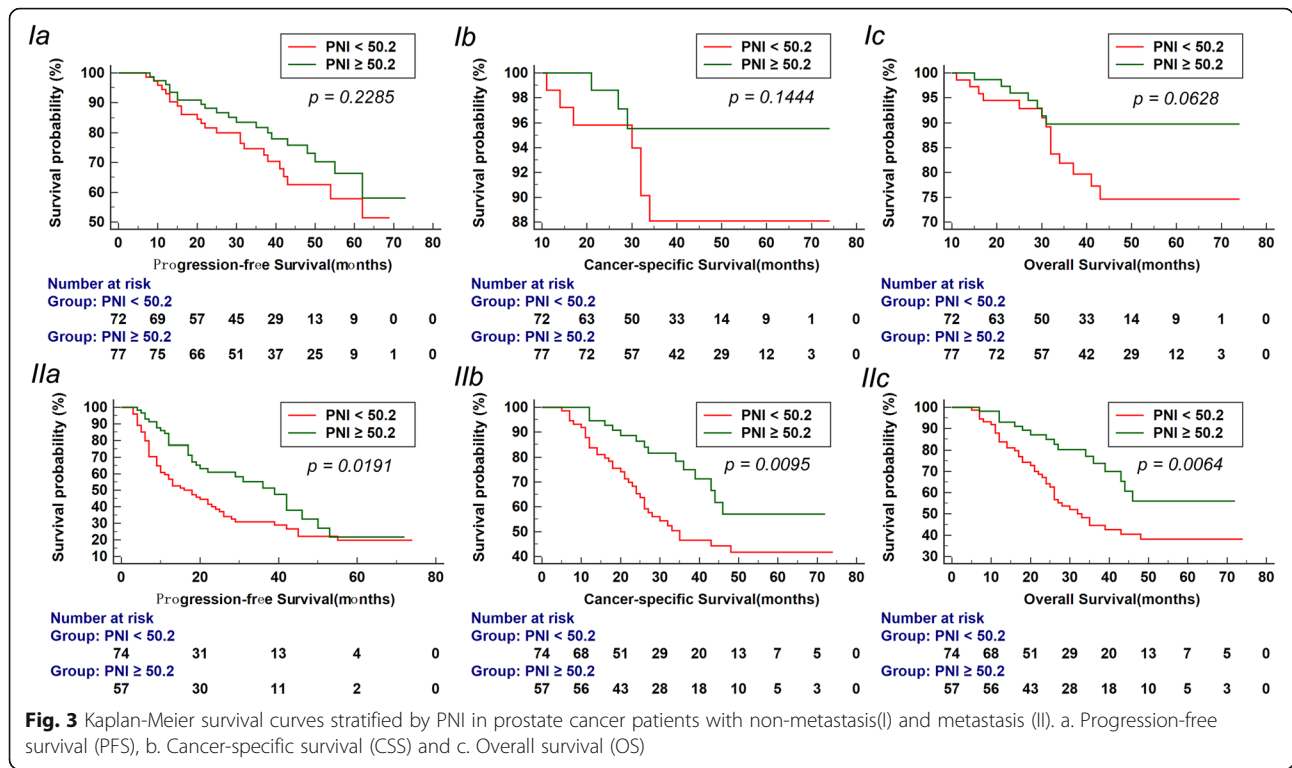 Ia
PNI < 50.2
PNI ≥ 50.2
p = 0.2285
Survival probability (%)
100
90
80
70
60
50
0 10 20 30 40 50 60 70 80
Progression-free Survival(months)
Number at risk
Group: PNI < 50.2
72 69 57 45 29 13 9 0 0
Group: PNI ≥ 50.2
77 75 66 51 37 25 9 1 0
Ib
PNI < 50.2
PNI ≥ 50.2
p = 0.1444
Survival probability (%)
100
98
96
94
92
90
88
10 20 30 40 50 60 70 80
Cancer-specific Survival(months)
Number at risk
Group: PNI < 50.2
72 63 50 33 14 9 1 0
Group: PNI ≥ 50.2
77 72 57 42 29 12 3 0
Ic
PNI < 50.2
PNI ≥ 50.2
p = 0.0628
Survival probability (%)
100
95
90
85
80
75
70
10 20 30 40 50 60 70 80
Overall Survival(months)
Number at risk
Group: PNI < 50.2
72 63 50 33 14 9 1 0
Group: PNI ≥ 50.2
77 72 57 42 29 12 3 0
IIa
PNI < 50.2
PNI ≥ 50.2
p = 0.0191
Survival probability (%)
100
90
80
70
60
50
40
30
20
10
0 20 40 60 80
Progression-free Survival(months)
Number at risk
Group: PNI < 50.2
74 31 13 4 0
Group: PNI ≥ 50.2
57 30 11 2 0
IIb
PNI < 50.2
PNI ≥ 50.2
p = 0.0095
Survival probability (%)
100
90
80
70
60
50
40
0 10 20 30 40 50 60 70 80
Cancer-specific Survival(months)
Number at risk
Group: PNI < 50.2
74 68 51 29 20 13 7 5 0
Group: PNI ≥ 50.2
57 56 43 28 18 10 5 3 0
IIc
PNI < 50.2
PNI ≥ 50.2
p = 0.0064
Survival probability (%)
100
90
80
70
60
50
40
30
0 10 20 30 40 50 60 70 80
Overall Survival(months)
Number at risk
Group: PNI < 50.2
74 68 51 29 20 13 7 5 0
Group: PNI ≥ 50.2
57 56 43 28 18 10 5 3 0
Fig. 3 Kaplan-Meier survival curves stratified by PNI in prostate cancer patients with non-metastasis(I) and metastasis (II). a. Progression-free
survival (PFS), b. Cancer-specific survival (CSS) and c. Overall survival (OS)